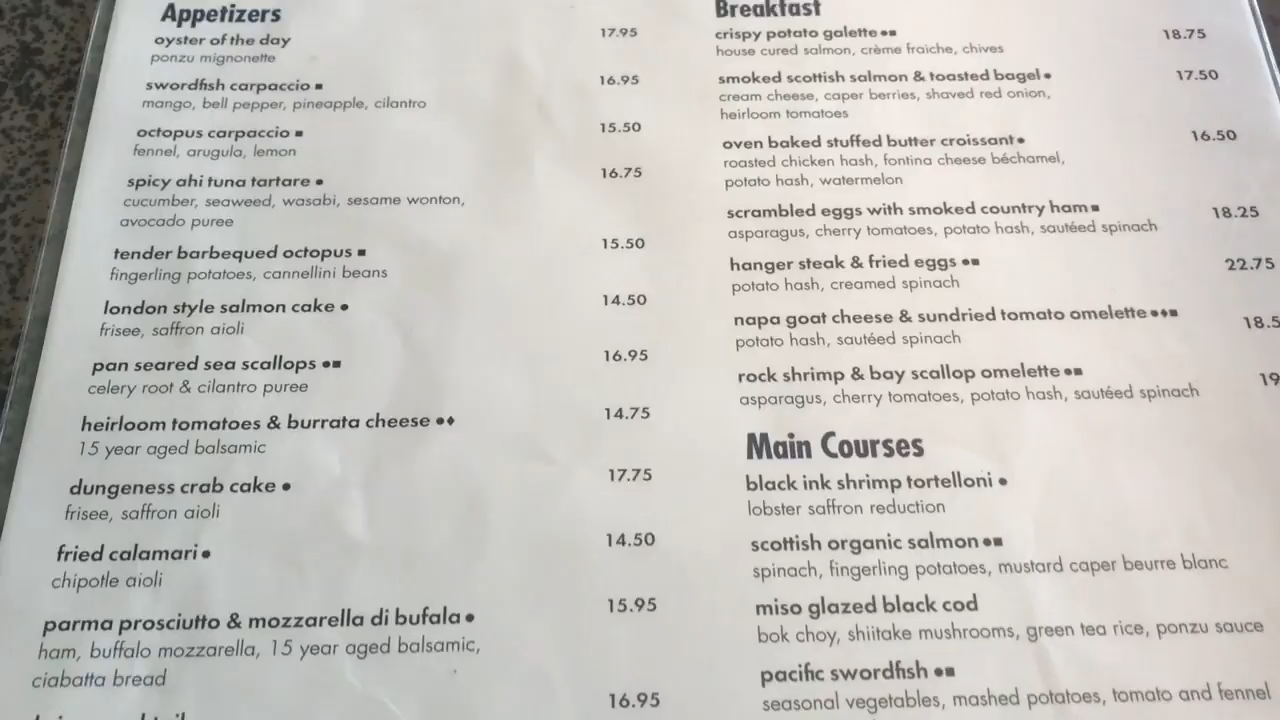 Appetizers
oyster of the day 17.95
ponzu mignonette
swordfish carpaccio ■ 16.95
mango, bell pepper, pineapple, cilantro
octopus carpaccio ■ 15.50
fennel, arugula, lemon
spicy ahi tuna tartare ● 16.75
cucumber, seaweed, wasabi, sesame wonton,
avocado puree
tender barbequed octopus ■ 15.50
fingerling potatoes, cannellini beans
london style salmon cake ● 14.50
frisee, saffron aioli
pan seared sea scallops ●■ 16.95
celery root & cilantro puree
heirloom tomatoes & burrata cheese ●♦ 14.75
15 year aged balsamic
dungeness crab cake ● 17.75
frisee, saffron aioli
fried calamari ● 14.50
chipotle aioli
parma prosciutto & mozzarella di bufala ● 15.95
ham, buffalo mozzarella, 15 year aged balsamic,
ciabatta bread
16.95
Breakfast
crispy potato galette ●■ 18.75
house cured salmon, crème fraiche, chives
smoked scottish salmon & toasted bagel ● 17.50
cream cheese, caper berries, shaved red onion,
heirloom tomatoes
oven baked stuffed butter croissant ● 16.50
roasted chicken hash, fontina cheese béchamel,
potato hash, watermelon
scrambled eggs with smoked country ham ■ 18.25
asparagus, cherry tomatoes, potato hash, sautéed spinach
hanger steak & fried eggs ●■ 22.75
potato hash, creamed spinach
napa goat cheese & sundried tomato omelette ●♦■ 18.5
potato hash, sautéed spinach
rock shrimp & bay scallop omelette ●■ 19
asparagus, cherry tomatoes, potato hash, sautéed spinach
Main Courses
black ink shrimp tortelloni ●
lobster saffron reduction
scottish organic salmon ●■
spinach, fingerling potatoes, mustard caper beurre blanc
miso glazed black cod
bok choy, shiitake mushrooms, green tea rice, ponzu sauce
pacific swordfish ●■
seasonal vegetables, mashed potatoes, tomato and fennel